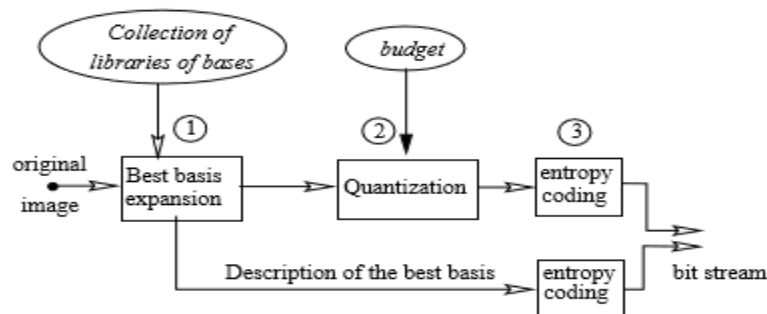 Collection of
libraries of bases
budget
1
2
3
original
image
Best basis
expansion
Quantization
entropy
coding
Description of the best basis
entropy
coding
bit stream